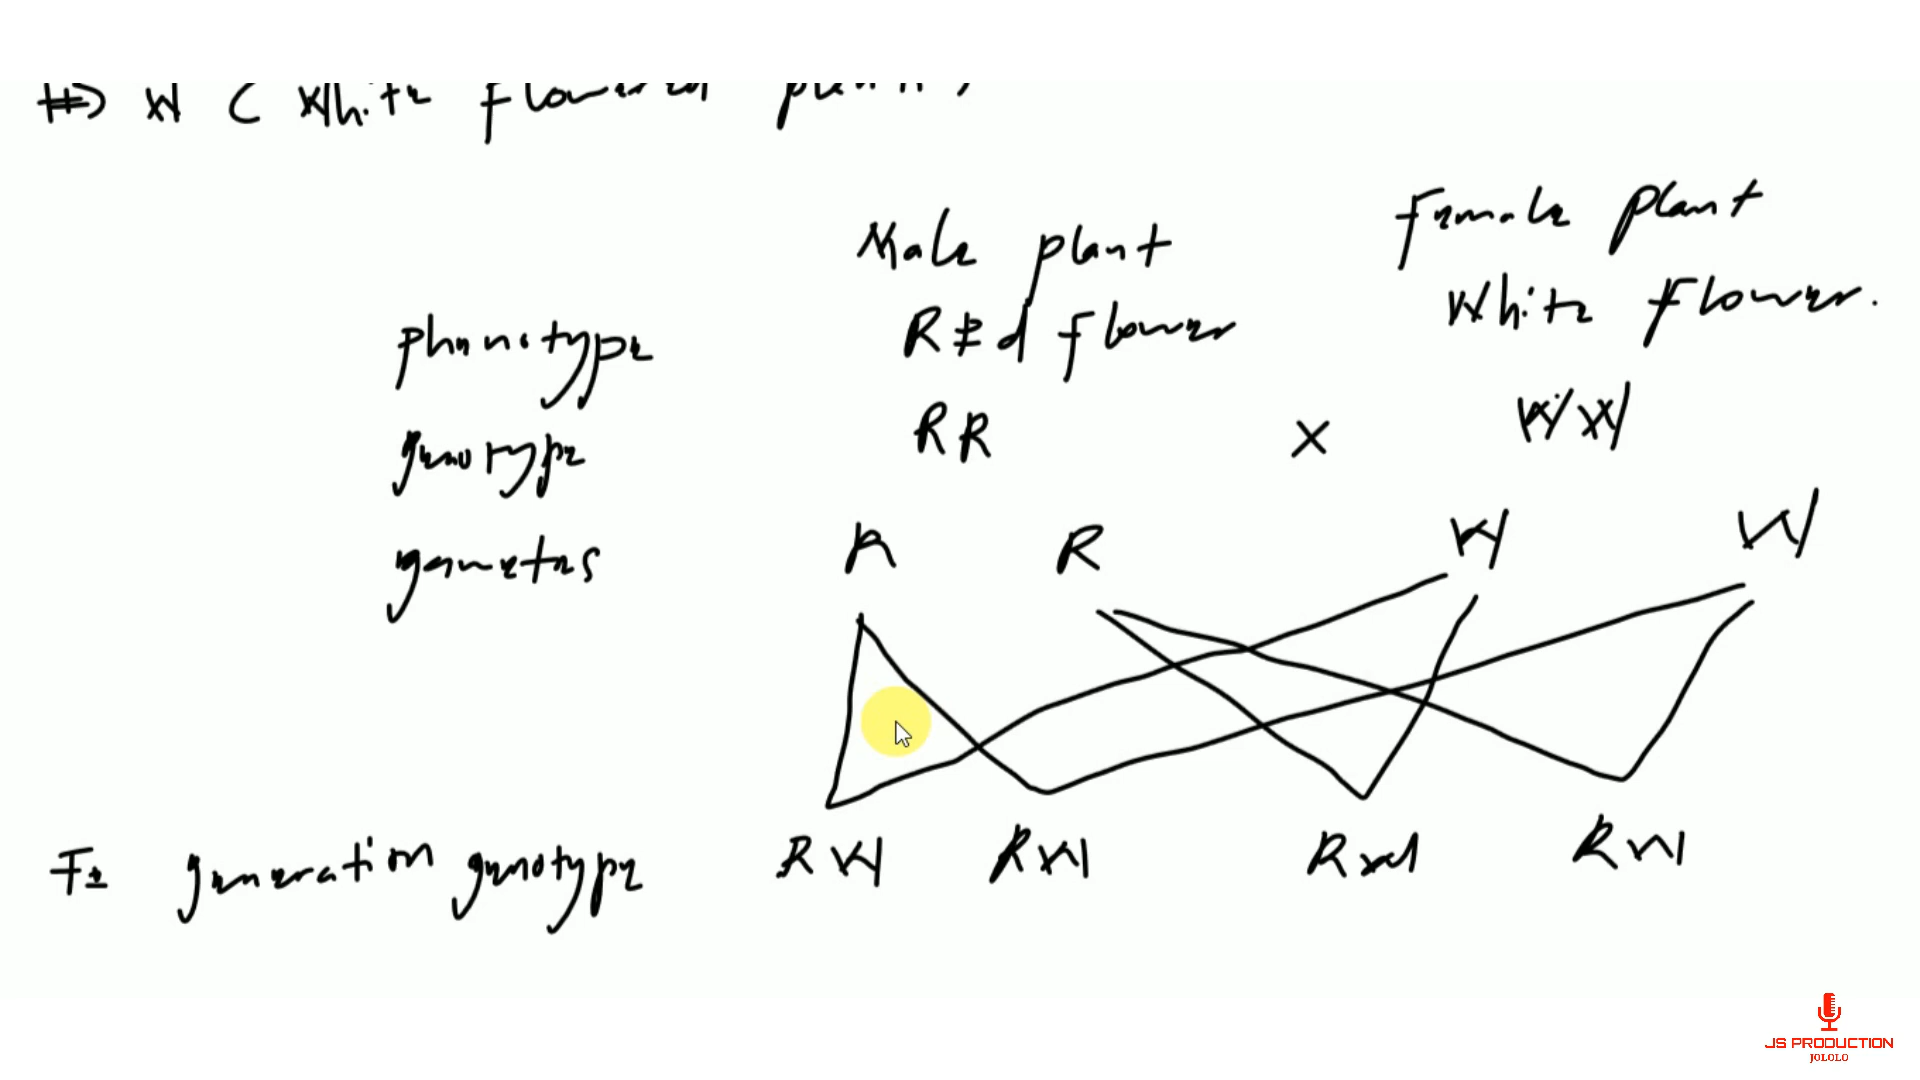 ⇒ W ( White flowered plant )
Male plant Female plant
phenotype Red flower White flower.
genotype RR × WW
gametes R R W W
F1 generation genotype RW RW RW RW
JS PRODUCTION
JOLOLO